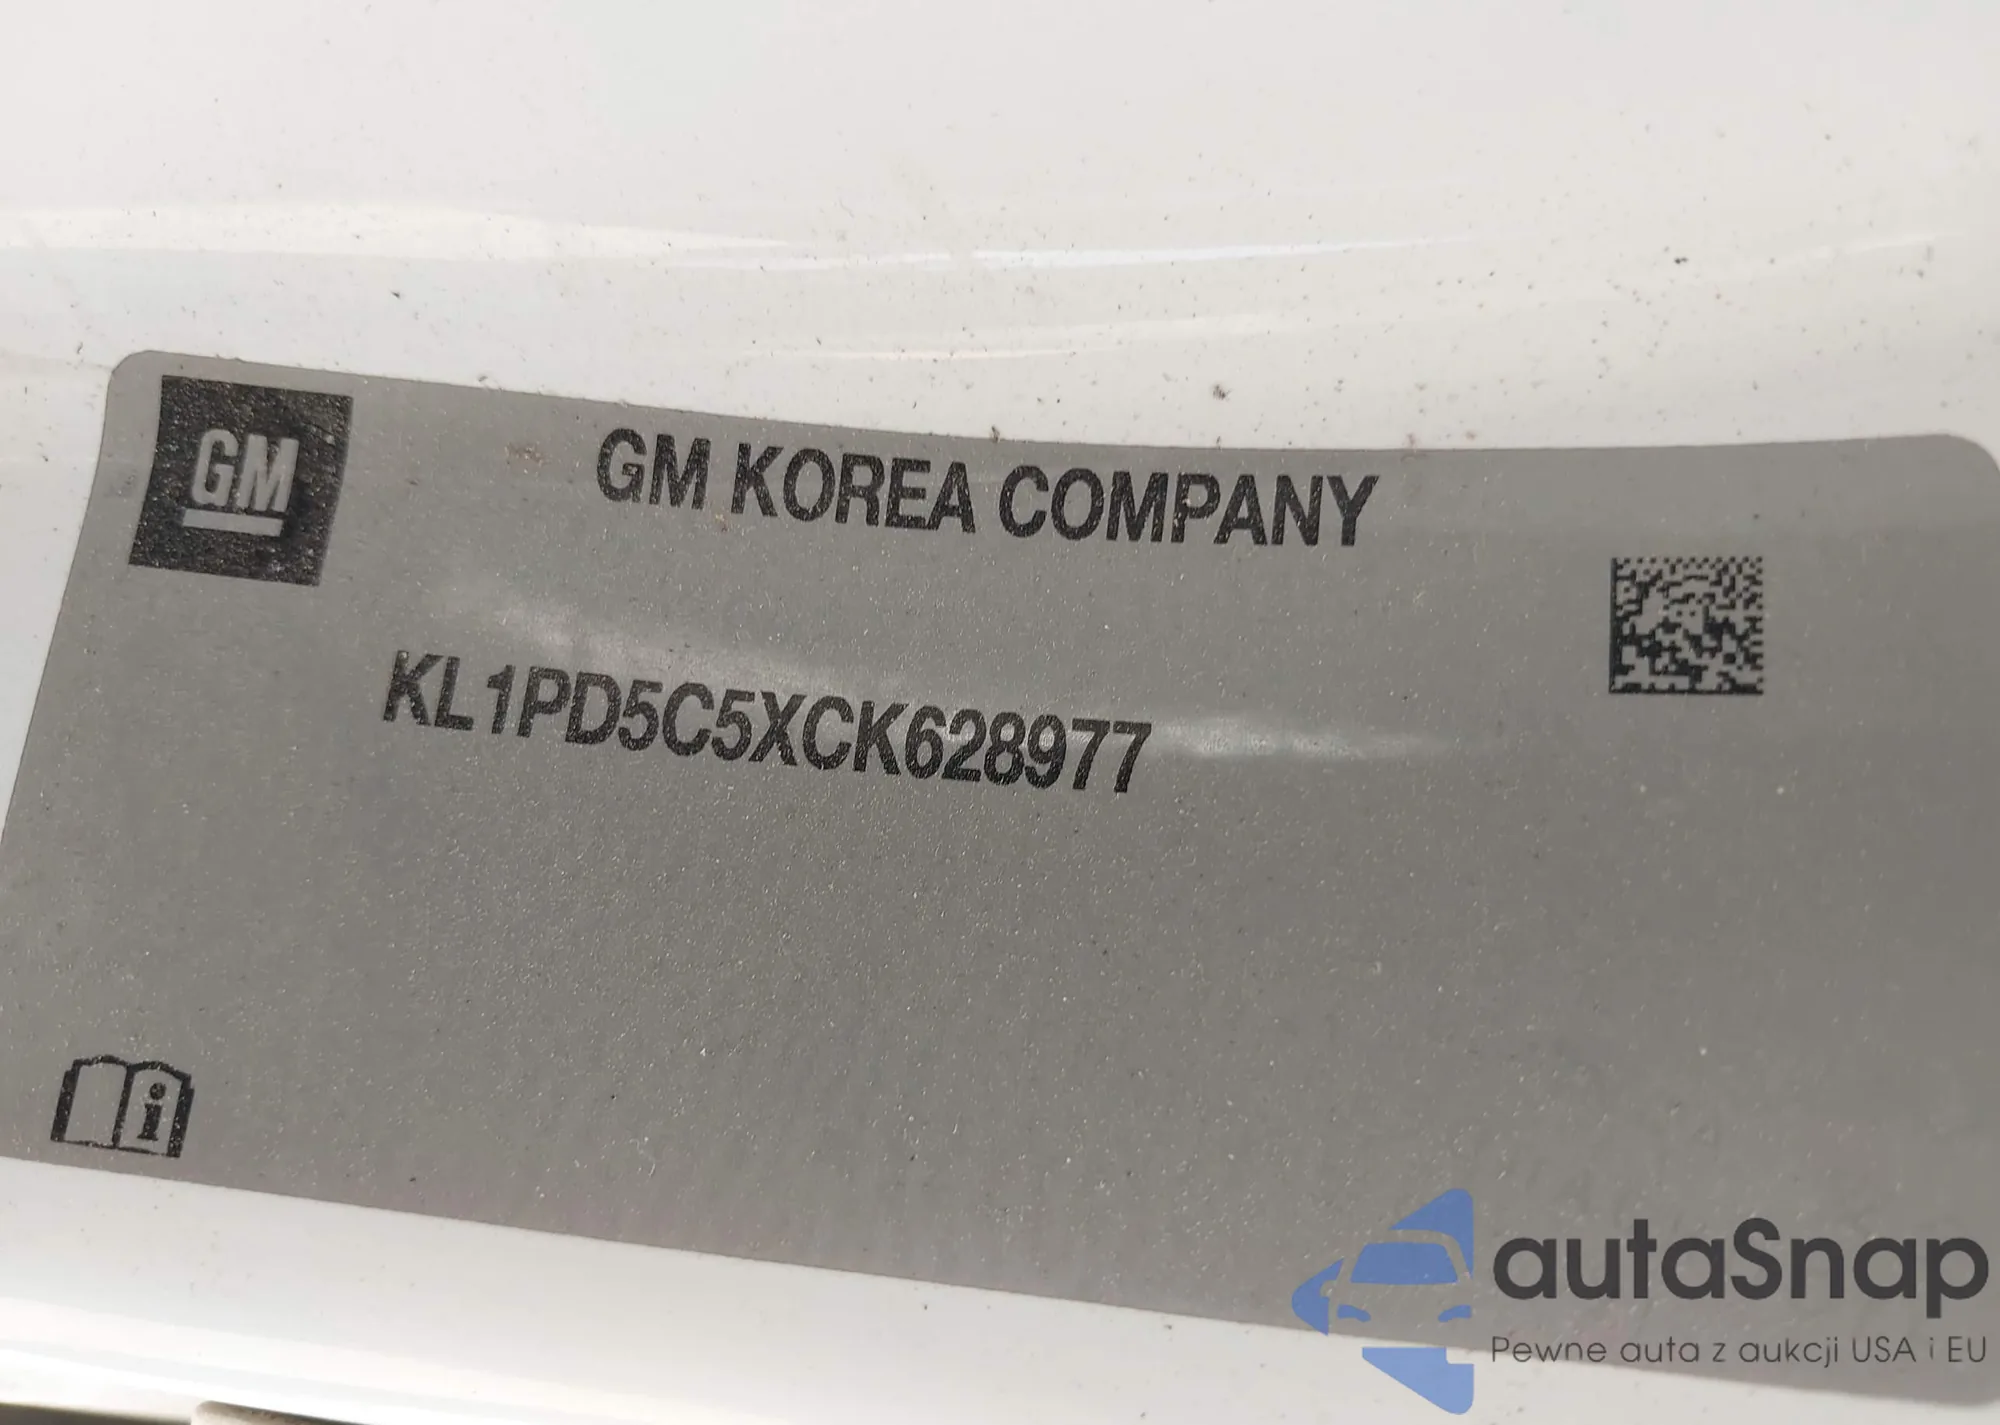 GM
GM KOREA COMPANY
KL1PD5C5XCK628977
i
autaSnap
Pewne auta z aukcji USA i EU